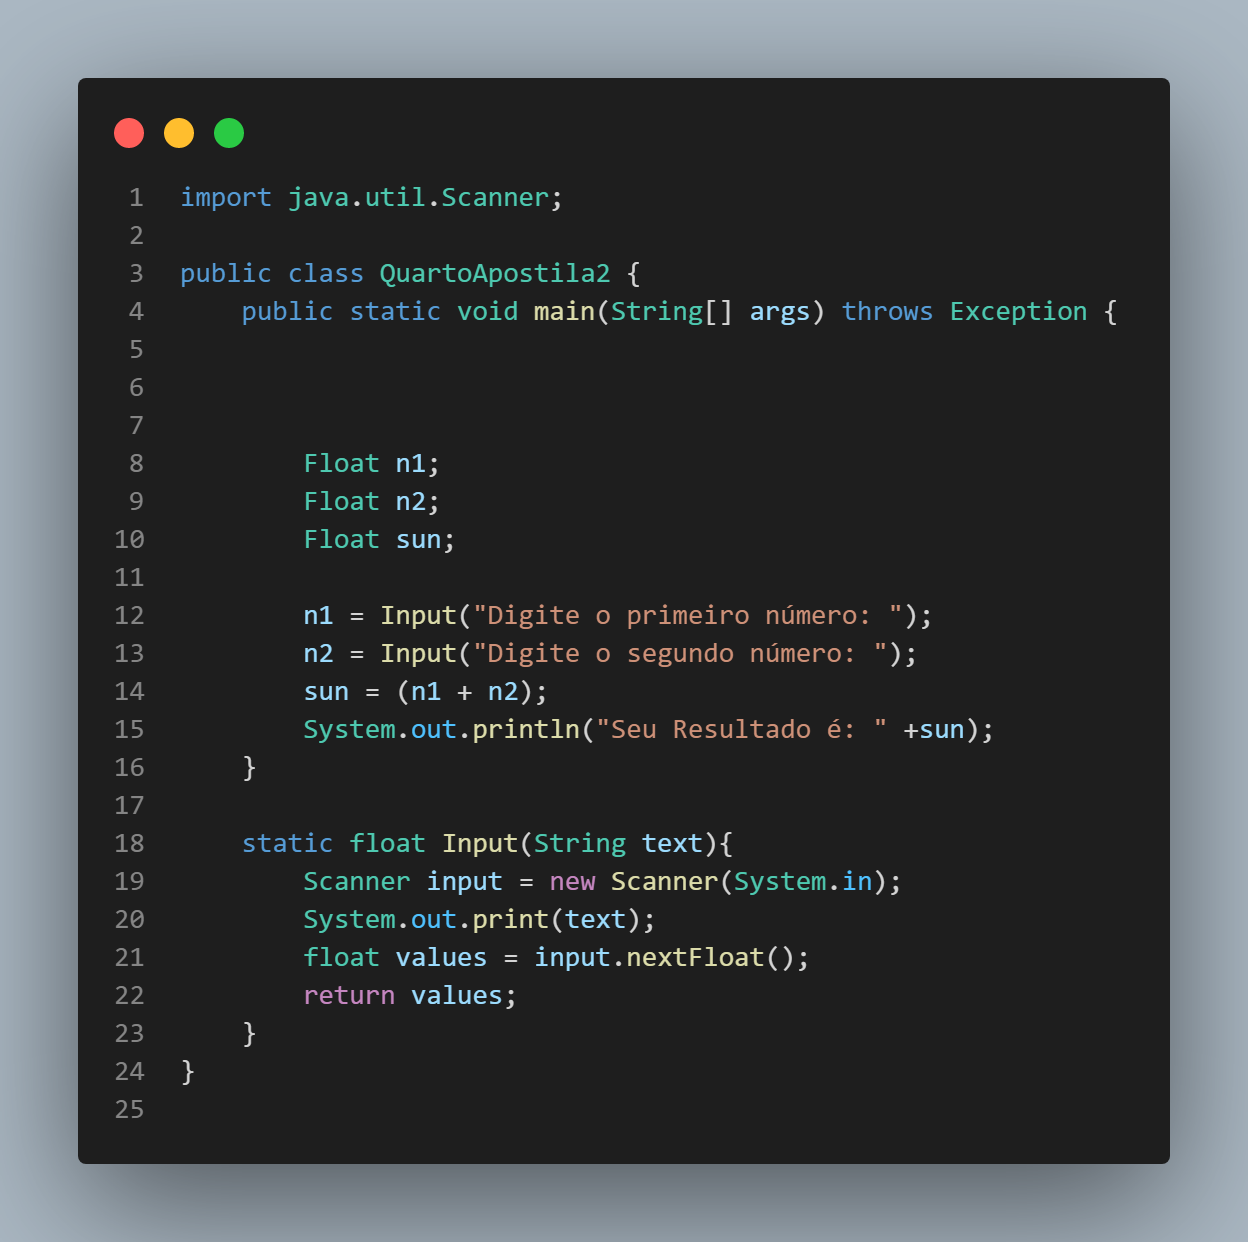 1 import java.util.Scanner;
2
3 public class QuartoApostila2 {
4     public static void main(String[] args) throws Exception {
5
6
7
8         Float n1;
9         Float n2;
10         Float sun;
11
12         n1 = Input("Digite o primeiro número: ");
13         n2 = Input("Digite o segundo número: ");
14         sun = (n1 + n2);
15         System.out.println("Seu Resultado é: " +sun);
16     }
17
18     static float Input(String text){
19         Scanner input = new Scanner(System.in);
20         System.out.print(text);
21         float values = input.nextFloat();
22         return values;
23     }
24 }
25